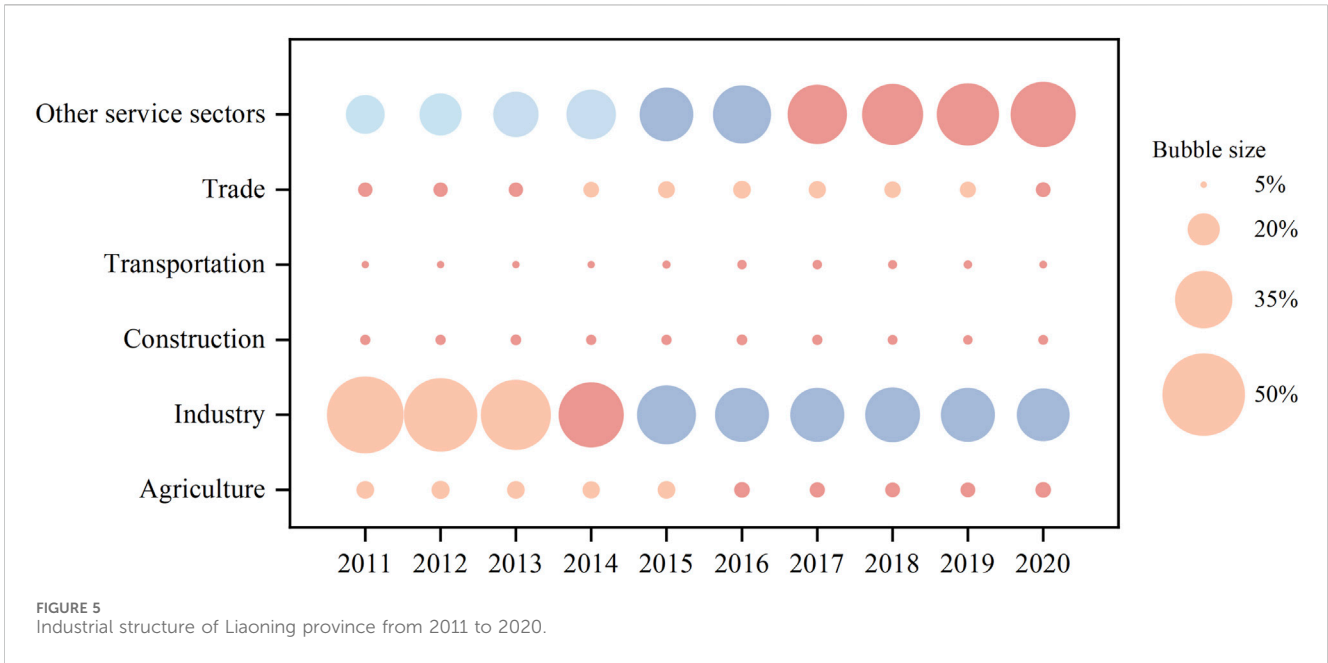 Other service sectors
Trade
Transportation
Construction
Industry
Agriculture
2011 2012 2013 2014 2015 2016 2017 2018 2019 2020
Bubble size
5%
20%
35%
50%
FIGURE 5
Industrial structure of Liaoning province from 2011 to 2020.